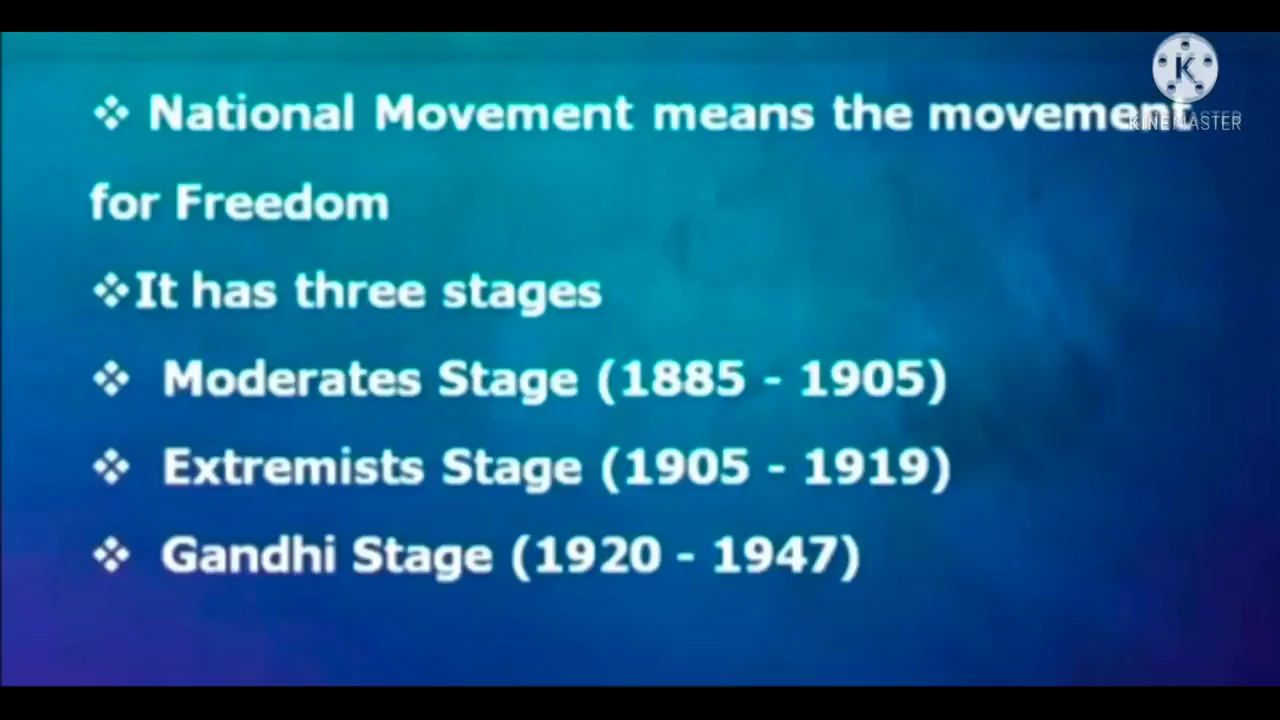 ❖ National Movement means the movement
for Freedom
❖It has three stages
❖ Moderates Stage (1885 - 1905)
❖ Extremists Stage (1905 - 1919)
❖ Gandhi Stage (1920 - 1947)
K
KINEMASTER